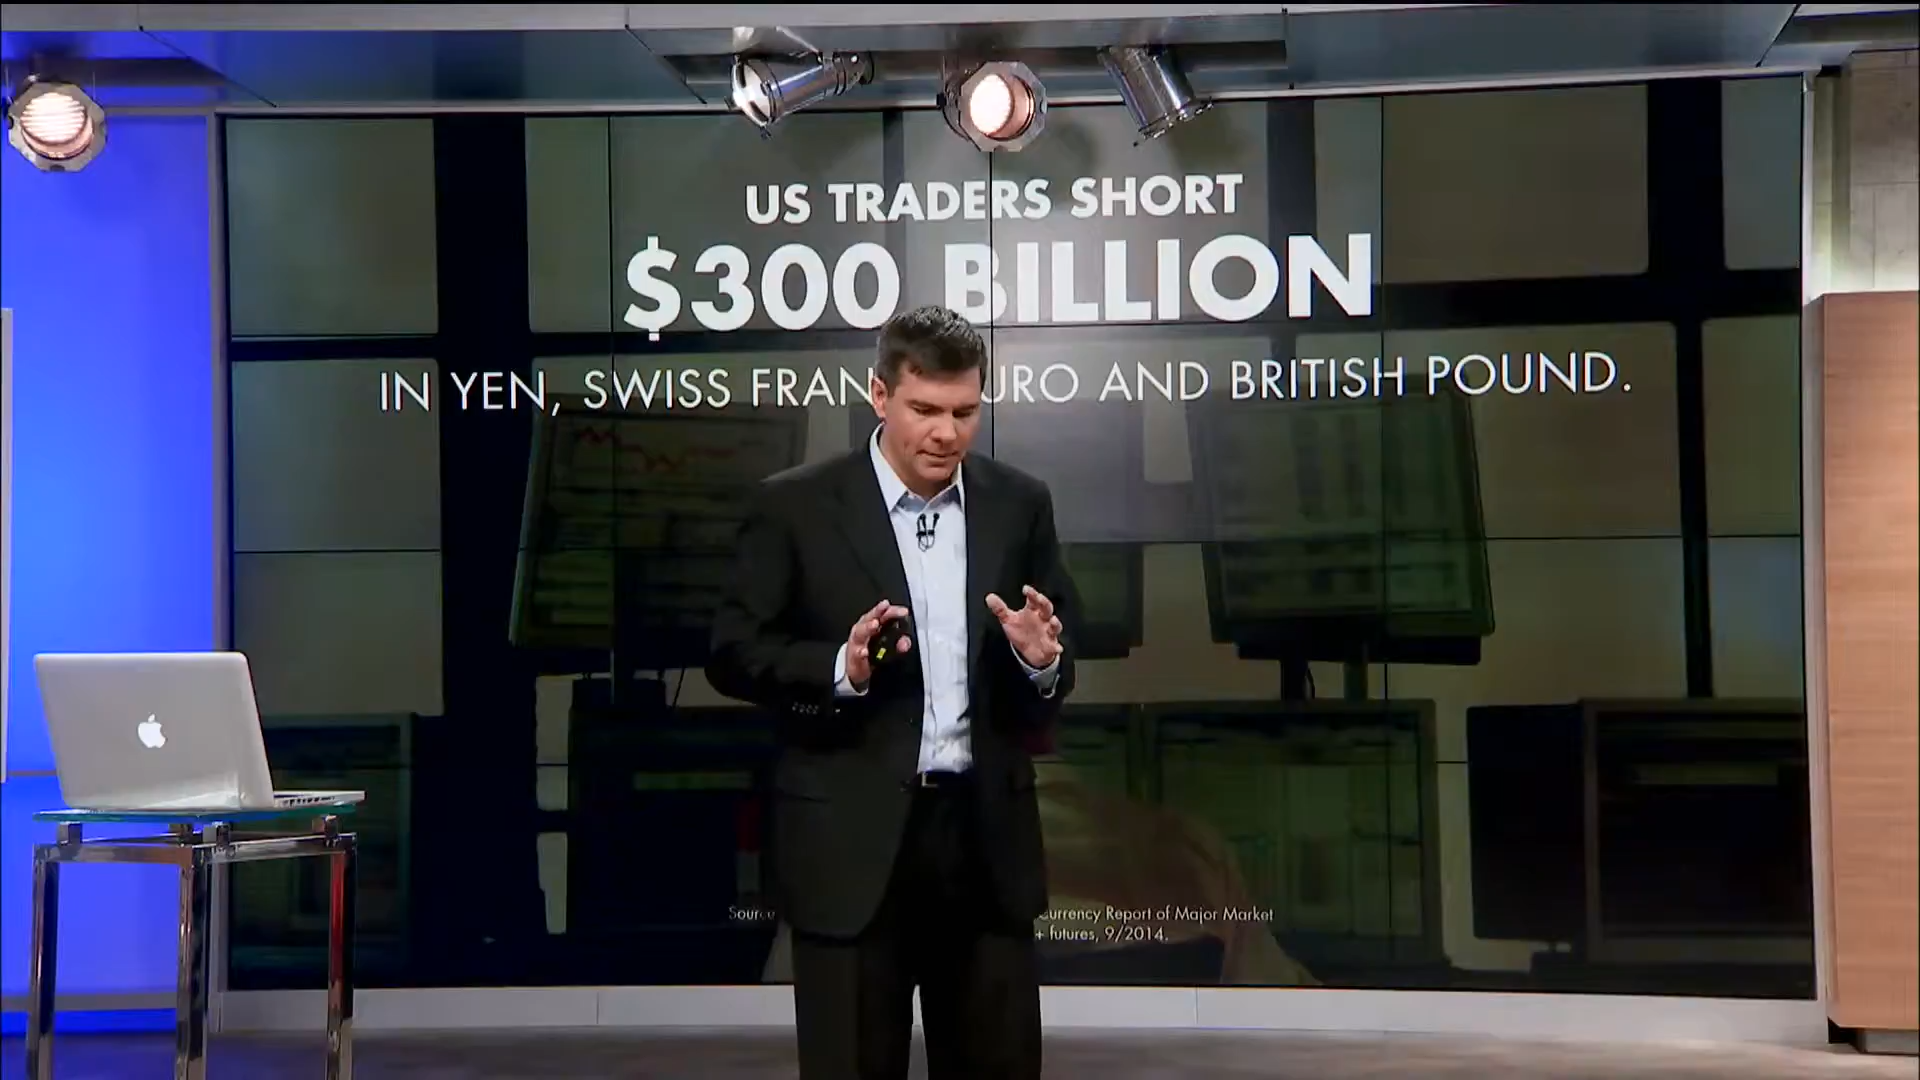 US TRADERS SHORT
$300 BILLION
IN YEN, SWISS FRAN URO AND BRITISH POUND.
Sourc Currency Report of Major Market
+ futures, 9/2014.